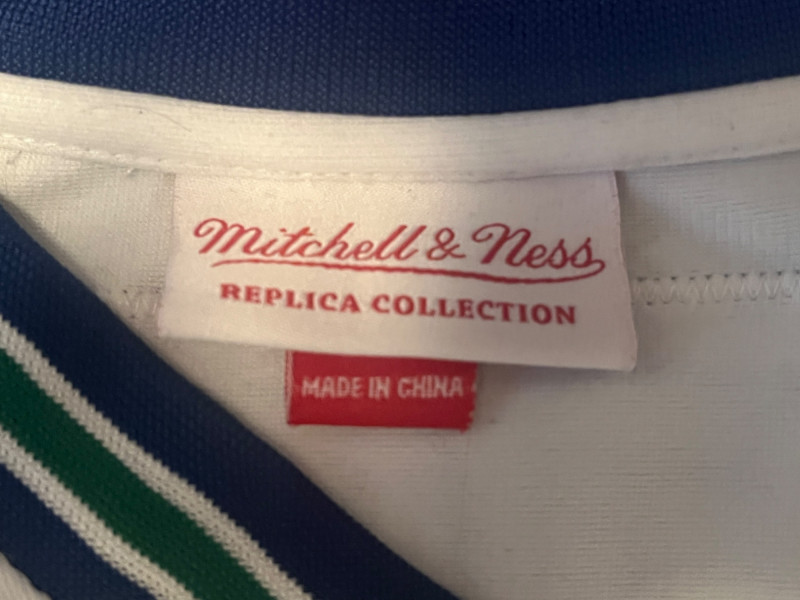 Mitchell & Ness
REPLICA COLLECTION
MADE IN CHINA